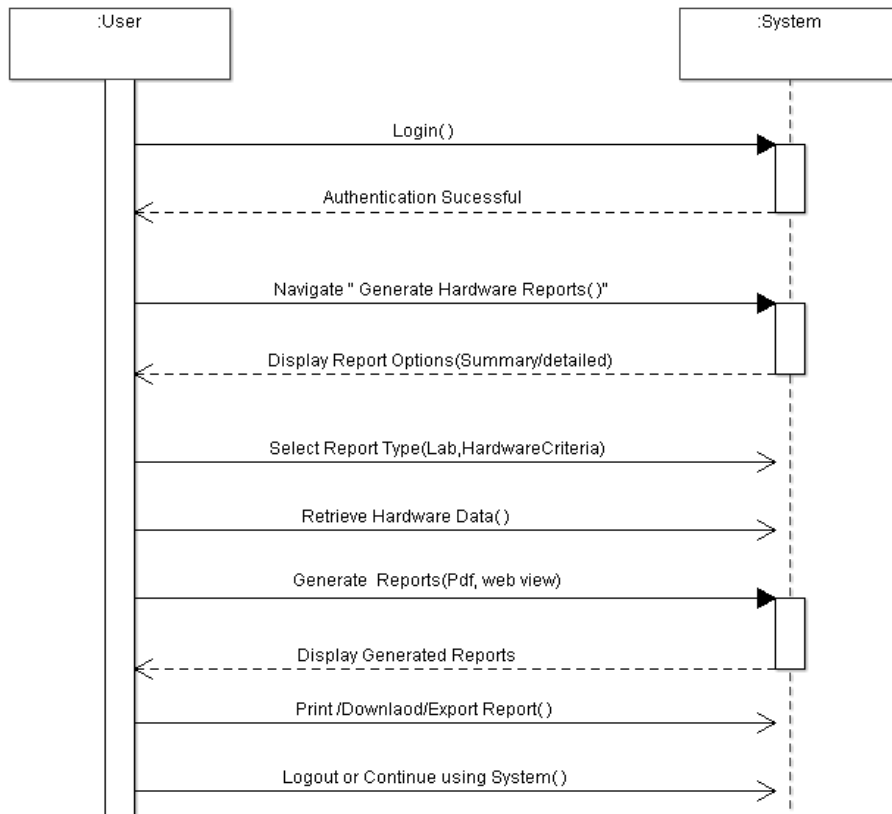 :User
:System
Login()
Authentication Sucessful
Navigate " Generate Hardware Reports()"
Display Report Options(Summary/detailed)
Select Report Type(Lab,HardwareCriteria)
Retrieve Hardware Data()
Generate  Reports(Pdf, web view)
Display Generated Reports
Print /Downlaod/Export Report()
Logout or Continue using System()